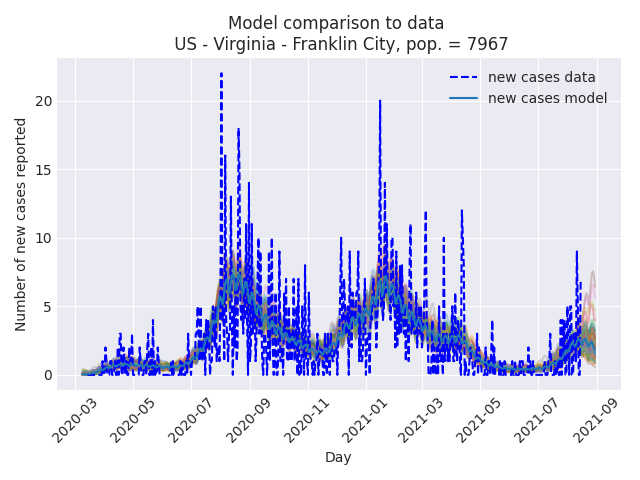 Model comparison to data
US - Virginia - Franklin City, pop. = 7967
new cases data
new cases model
Number of new cases reported
20
15
10
5
0
2020-03
2020-05
2020-07
2020-09
2020-11
2021-01
2021-03
2021-05
2021-07
2021-09
Day